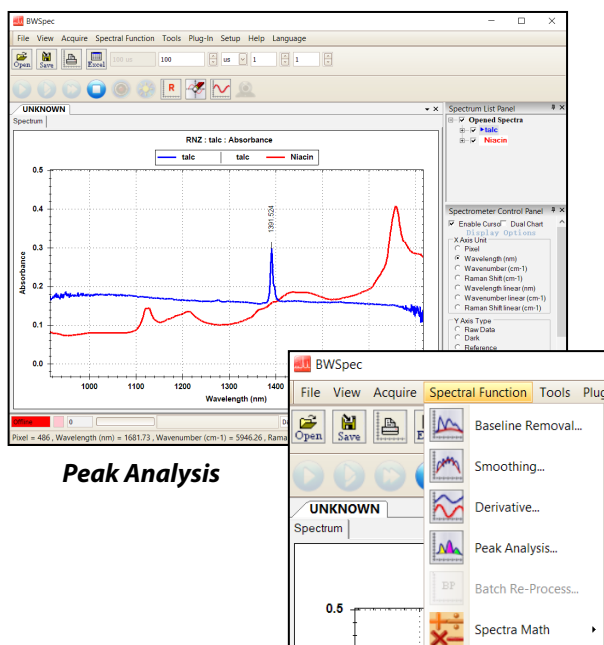 BWSpec
File View Acquire Spectral Function Tools Plug-In Setup Help Language
Open Save Excel 100 us 100 us 1 1
R
UNKNOWN
Spectrum
RNZ : talc : Absorbance
talc talc Niacin
0.5
0.4
0.3
0.2
0.1
0.0
Absorbance
1391.524
1000 1100 1200 1300 1400
Wavelength (nm)
Spectrum List Panel
Opened Spectra
talc
Niacin
Spectrometer Control Panel
Enable Cursor Dual Chart
Display Options
X Axis Unit
Pixel
Wavelength (nm)
Wavenumber (cm-1)
Raman Shift (cm-1)
Wavelength linear (nm)
Wavenumber linear (cm-1)
Raman Shift linear (cm-1)
Y Axis Type
Raw Data
Dark
Reference
0
Pixel = 486 , Wavelength (nm) = 1681.73 , Wavenumber (cm-1) = 5946.26 , Rama
Peak Analysis
BWSpec
File View Acquire Spectral Function Tools Plug
Open Save E
UNKNOWN
Spectrum
0.5
Baseline Removal...
Smoothing...
Derivative...
Peak Analysis...
BP Batch Re-Process...
Spectra Math